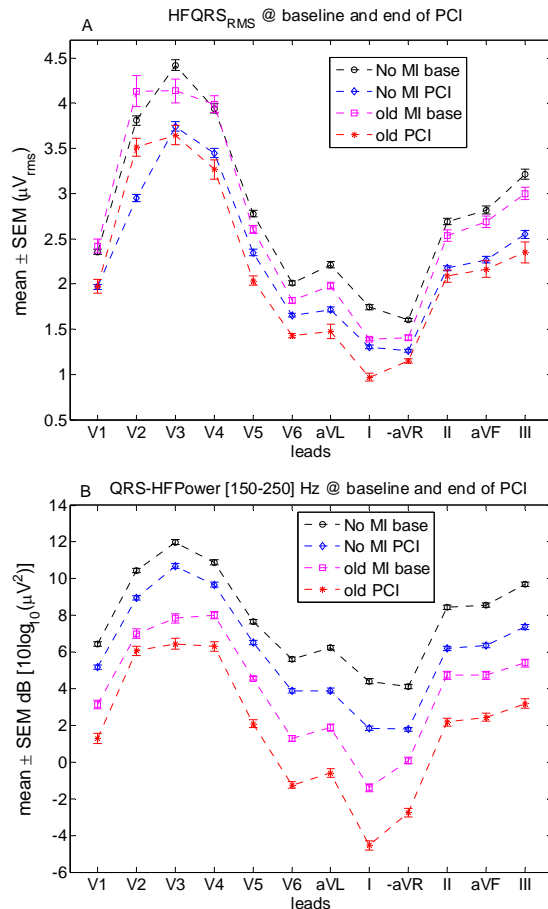 A
HFQRS_RMS @ baseline and end of PCI
4.5
4
3.5
3
2.5
2
1.5
1
0.5
mean ± SEM (μV_rms)
No MI base
No MI PCI
old MI base
old PCI
V1 V2 V3 V4 V5 V6 aVL I -aVR II aVF III
leads
B
QRS-HFPower [150-250] Hz @ baseline and end of PCI
14
12
10
8
6
4
2
0
-2
-4
-6
mean ± SEM dB [10log₁₀(μV²)]
No MI base
No MI PCI
old MI base
old PCI
V1 V2 V3 V4 V5 V6 aVL I -aVR II aVF III
leads